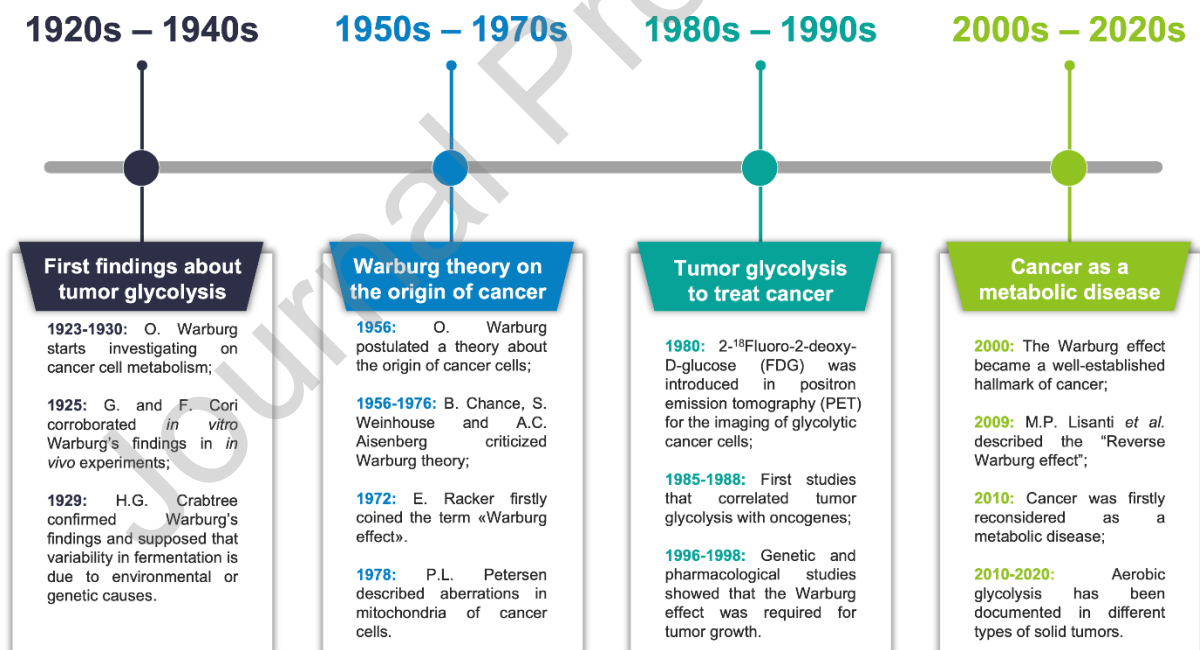 1920s – 1940s
First findings about
tumor glycolysis
1923-1930: O. Warburg
starts investigating on
cancer cell metabolism;
1925: G. and F. Cori
corroborated in vitro
Warburg's findings in in
vivo experiments;
1929: H.G. Crabtree
confirmed Warburg's
findings and supposed that
variability in fermentation is
due to environmental or
genetic causes.
1950s – 1970s
Warburg theory on
the origin of cancer
1956: O. Warburg
postulated a theory about
the origin of cancer cells;
1956-1976: B. Chance, S.
Weinhouse and A.C.
Aisenberg criticized
Warburg theory;
1972: E. Racker firstly
coined the term «Warburg
effect».
1978: P.L. Petersen
described aberrations in
mitochondria of cancer
cells.
1980s – 1990s
Tumor glycolysis
to treat cancer
1980: 2-¹⁸Fluoro-2-deoxy-
D-glucose (FDG) was
introduced in positron
emission tomography (PET)
for the imaging of glycolytic
cancer cells;
1985-1988: First studies
that correlated tumor
glycolysis with oncogenes;
1996-1998: Genetic and
pharmacological studies
showed that the Warburg
effect was required for
tumor growth.
2000s – 2020s
Cancer as a
metabolic disease
2000: The Warburg effect
became a well-established
hallmark of cancer;
2009: M.P. Lisanti et al.
described the “Reverse
Warburg effect”;
2010: Cancer was firstly
reconsidered as a
metabolic disease;
2010-2020: Aerobic
glycolysis has been
documented in different
types of solid tumors.
Journal Pr